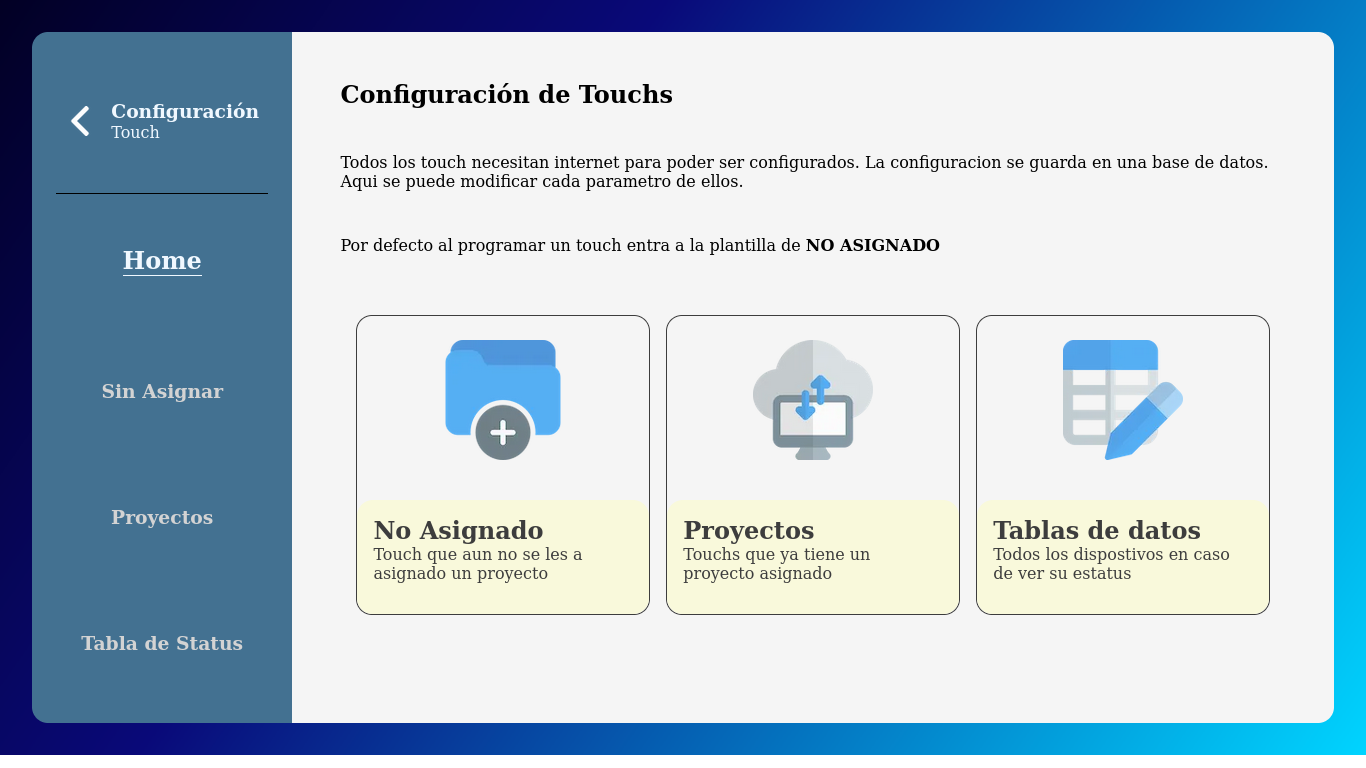 Configuración
Touch
Home
Sin Asignar
Proyectos
Tabla de Status
Configuración de Touchs
Todos los touch necesitan internet para poder ser configurados. La configuracion se guarda en una base de datos.
Aqui se puede modificar cada parametro de ellos.
Por defecto al programar un touch entra a la plantilla de NO ASIGNADO
No Asignado
Touch que aun no se les a
asignado un proyecto
Proyectos
Touchs que ya tiene un
proyecto asignado
Tablas de datos
Todos los dispostivos en caso
de ver su estatus